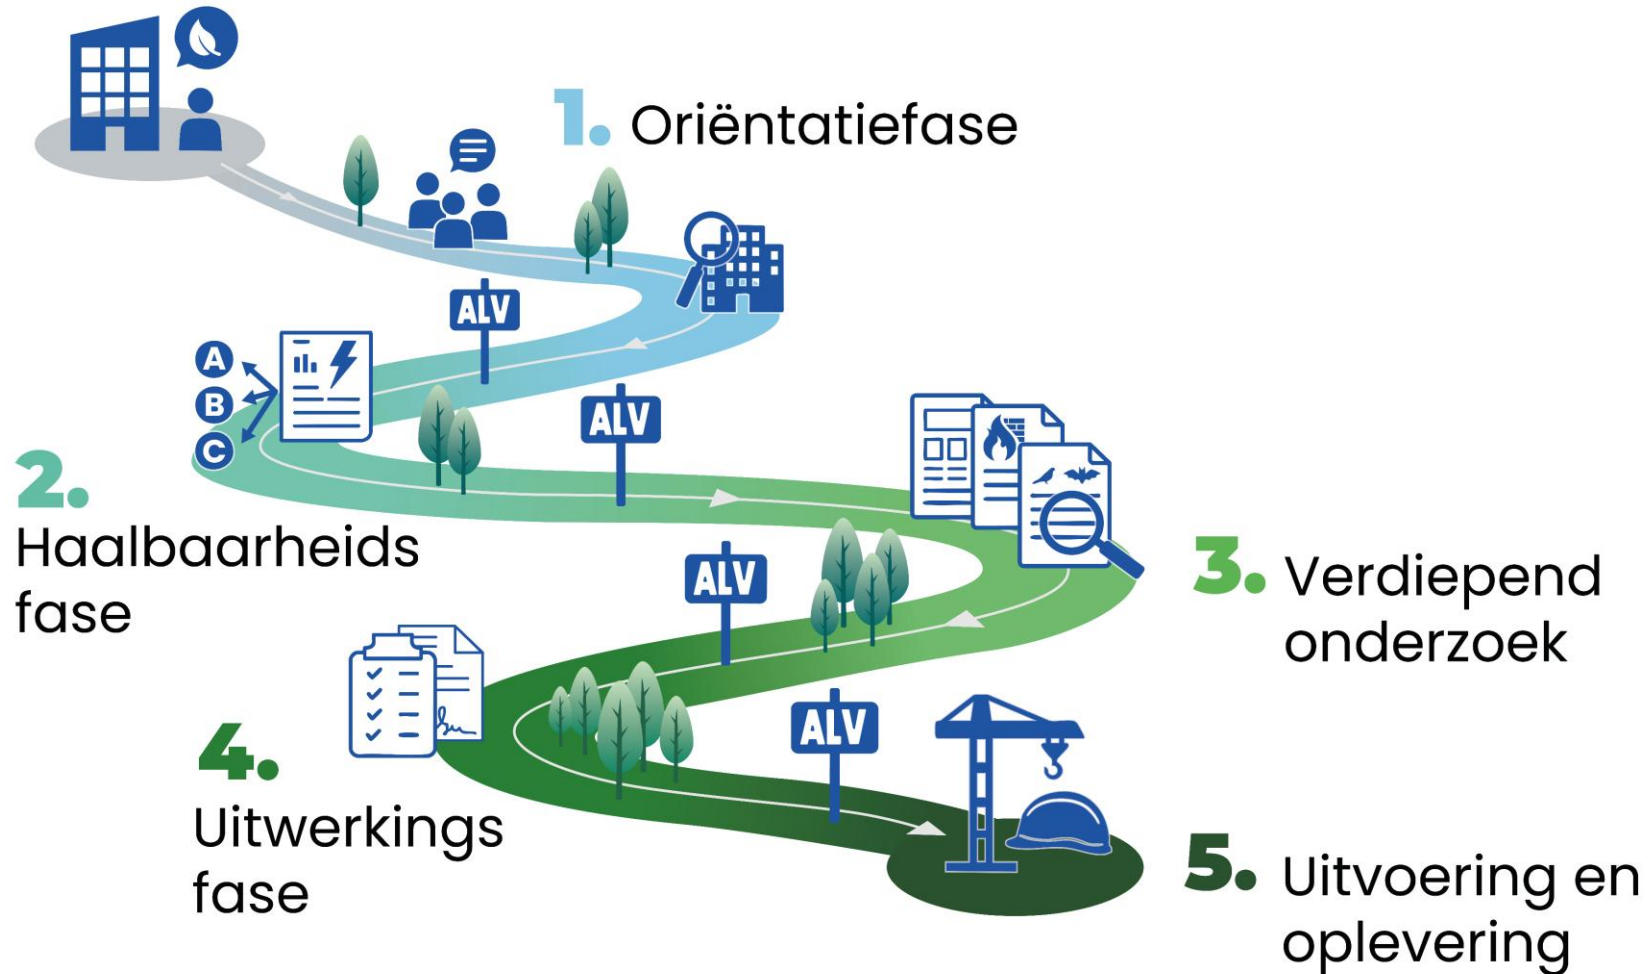 1. Oriëntatiefase
ALV
A
B
C
ALV
2.
Haalbaarheids
fase
ALV
3. Verdiepend
onderzoek
ALV
4.
Uitwerkings
fase
5. Uitvoering en
oplevering